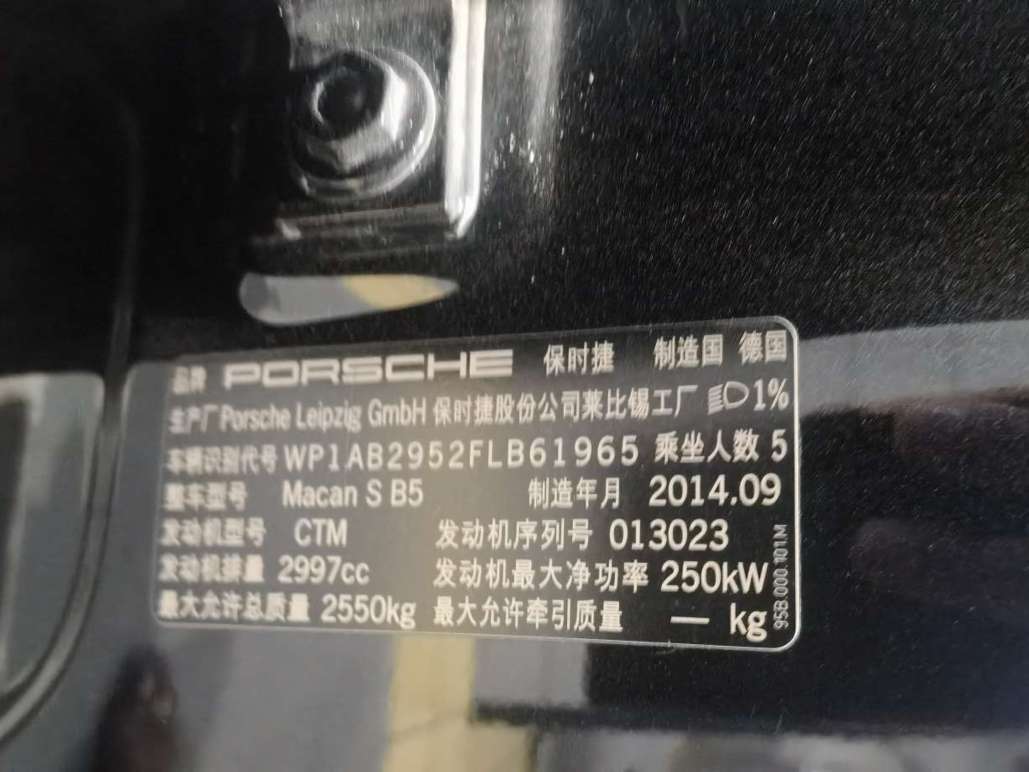 品牌 PORSCHE 保时捷 制造国 德国
生产厂 Porsche Leipzig GmbH 保时捷股份公司莱比锡工厂 1%
车辆识别代号 WP1AB2952FLB61965 乘坐人数 5
整车型号 Macan S B5 制造年月 2014.09
发动机型号 CTM 发动机序列号 013023
发动机排量 2997cc 发动机最大净功率 250kW
最大允许总质量 2550kg 最大允许牵引质量 — kg
95B.000.101.M